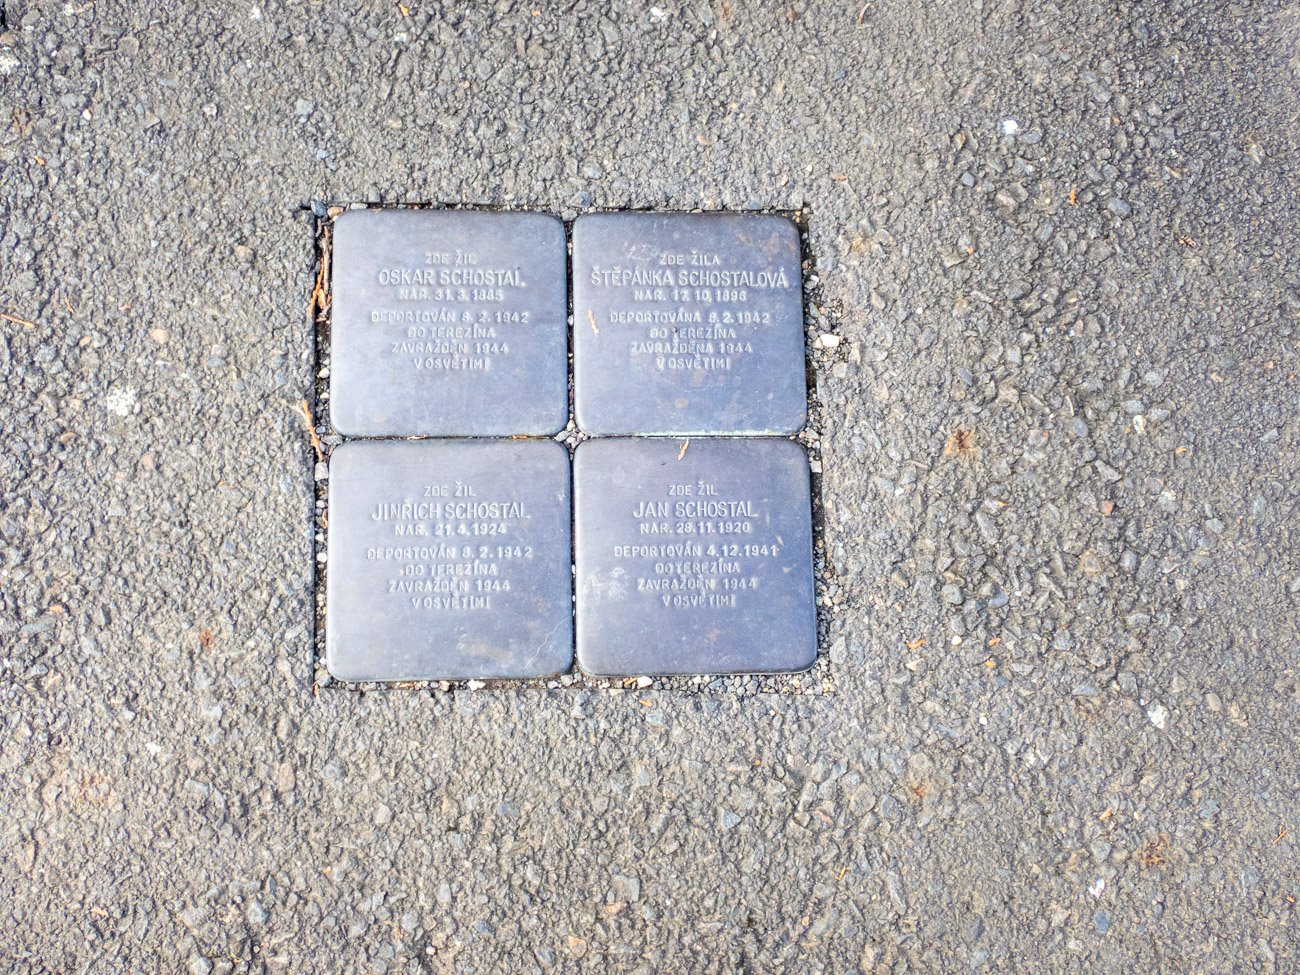 ZDE ŽIL
OSKAR SCHOSTAL
NAR. 31.3.1885
DEPORTOVÁN 8.2.1942
DO TEREZÍNA
ZAVRAŽDĚN 1944
V OSVĚTIMI
ZDE ŽILA
ŠTĚPÁNKA SCHOSTALOVÁ
NAR. 17.10.1896
DEPORTOVÁNA 8.2.1942
DO TEREZÍNA
ZAVRAŽDĚNA 1944
V OSVĚTIMI
ZDE ŽIL
JINŘICH SCHOSTAL
NAR. 21.4.1924
DEPORTOVÁN 8.2.1942
DO TEREZÍNA
ZAVRAŽDĚN 1944
V OSVĚTIMI
ZDE ŽIL
JAN SCHOSTAL
NAR. 28.11.1920
DEPORTOVÁN 4.12.1941
DO TEREZÍNA
ZAVRAŽDĚN 1944
V OSVĚTIMI